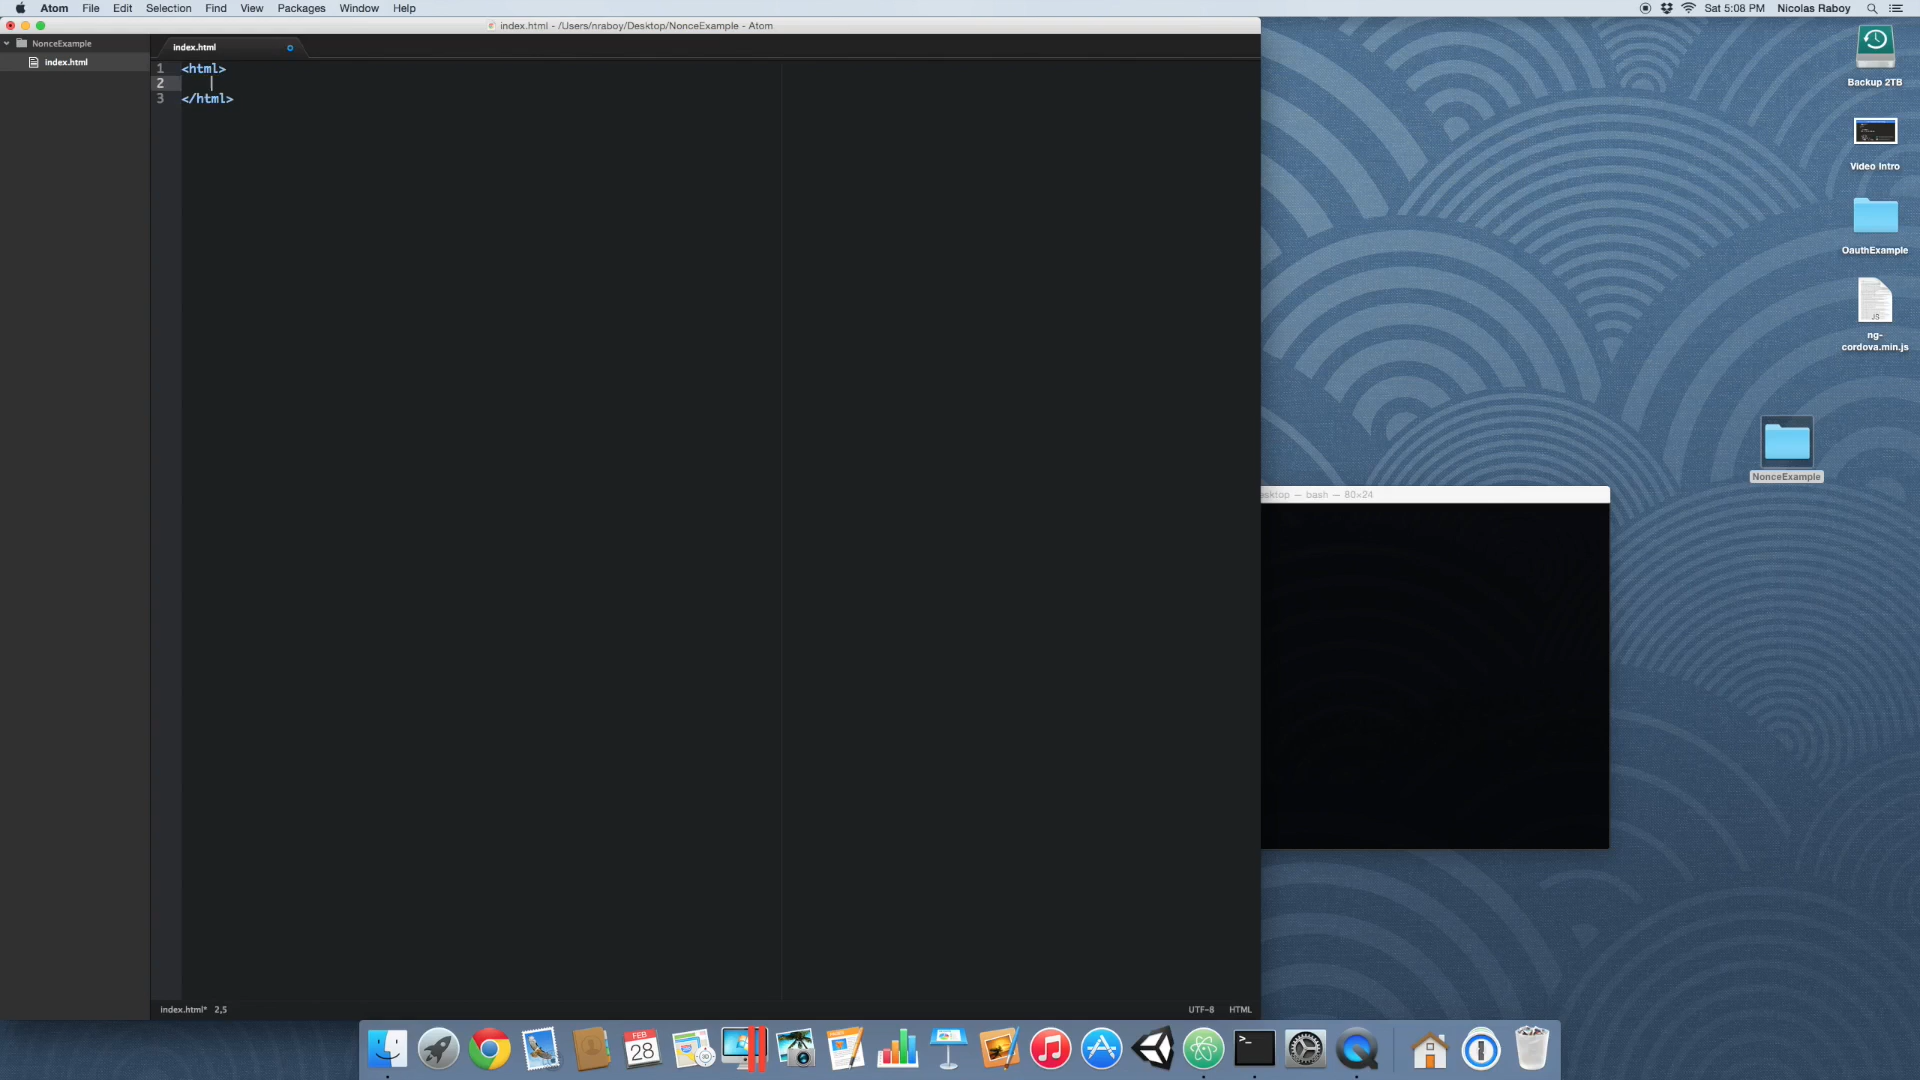 Atom File Edit Selection Find View Packages Window Help
Sat 5:08 PM Nicolas Raboy
index.html - /Users/nraboy/Desktop/NonceExample - Atom
NonceExample
index.html
index.html
1 <html>
2
3 </html>
index.html* 2,5
UTF-8 HTML
esktop — bash — 80×24
Backup 2TB
Video Intro
OauthExample
JS
ng-
cordova.min.js
NonceExample
FEB
28